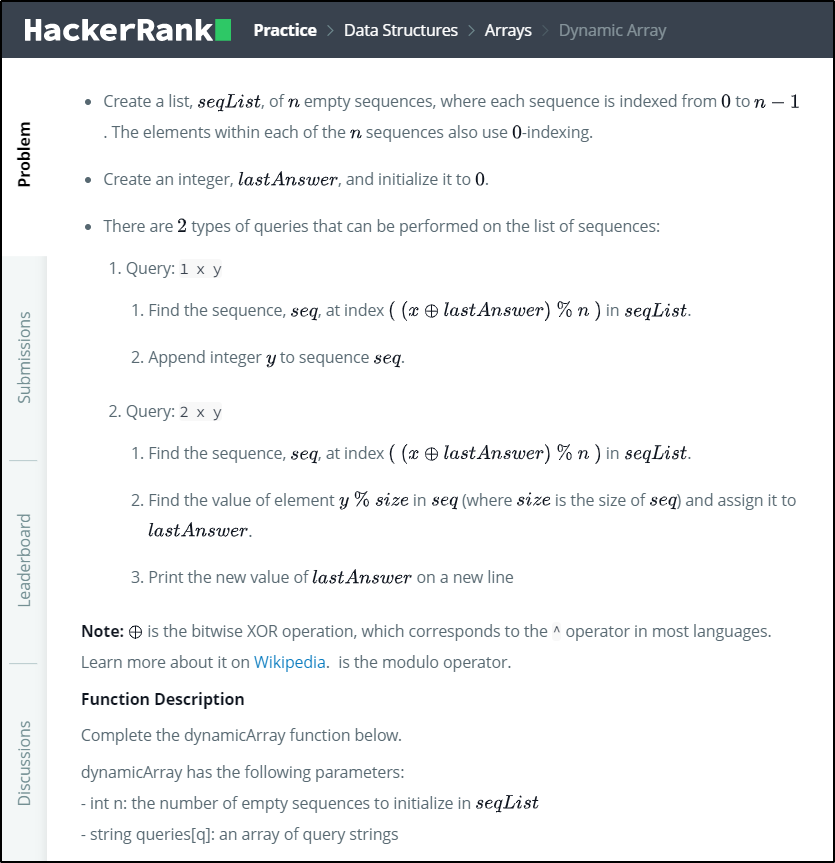 HackerRank Practice > Data Structures > Arrays > Dynamic Array
Problem
Submissions
Leaderboard
Discussions
• Create a list, seqList, of n empty sequences, where each sequence is indexed from 0 to n − 1
. The elements within each of the n sequences also use 0-indexing.
• Create an integer, lastAnswer, and initialize it to 0.
• There are 2 types of queries that can be performed on the list of sequences:
1. Query: 1 x y
1. Find the sequence, seq, at index ( (x ⊕ lastAnswer) % n ) in seqList.
2. Append integer y to sequence seq.
2. Query: 2 x y
1. Find the sequence, seq, at index ( (x ⊕ lastAnswer) % n ) in seqList.
2. Find the value of element y % size in seq (where size is the size of seq) and assign it to
lastAnswer.
3. Print the new value of lastAnswer on a new line
Note: ⊕ is the bitwise XOR operation, which corresponds to the ^ operator in most languages.
Learn more about it on Wikipedia. is the modulo operator.
Function Description
Complete the dynamicArray function below.
dynamicArray has the following parameters:
- int n: the number of empty sequences to initialize in seqList
- string queries[q]: an array of query strings